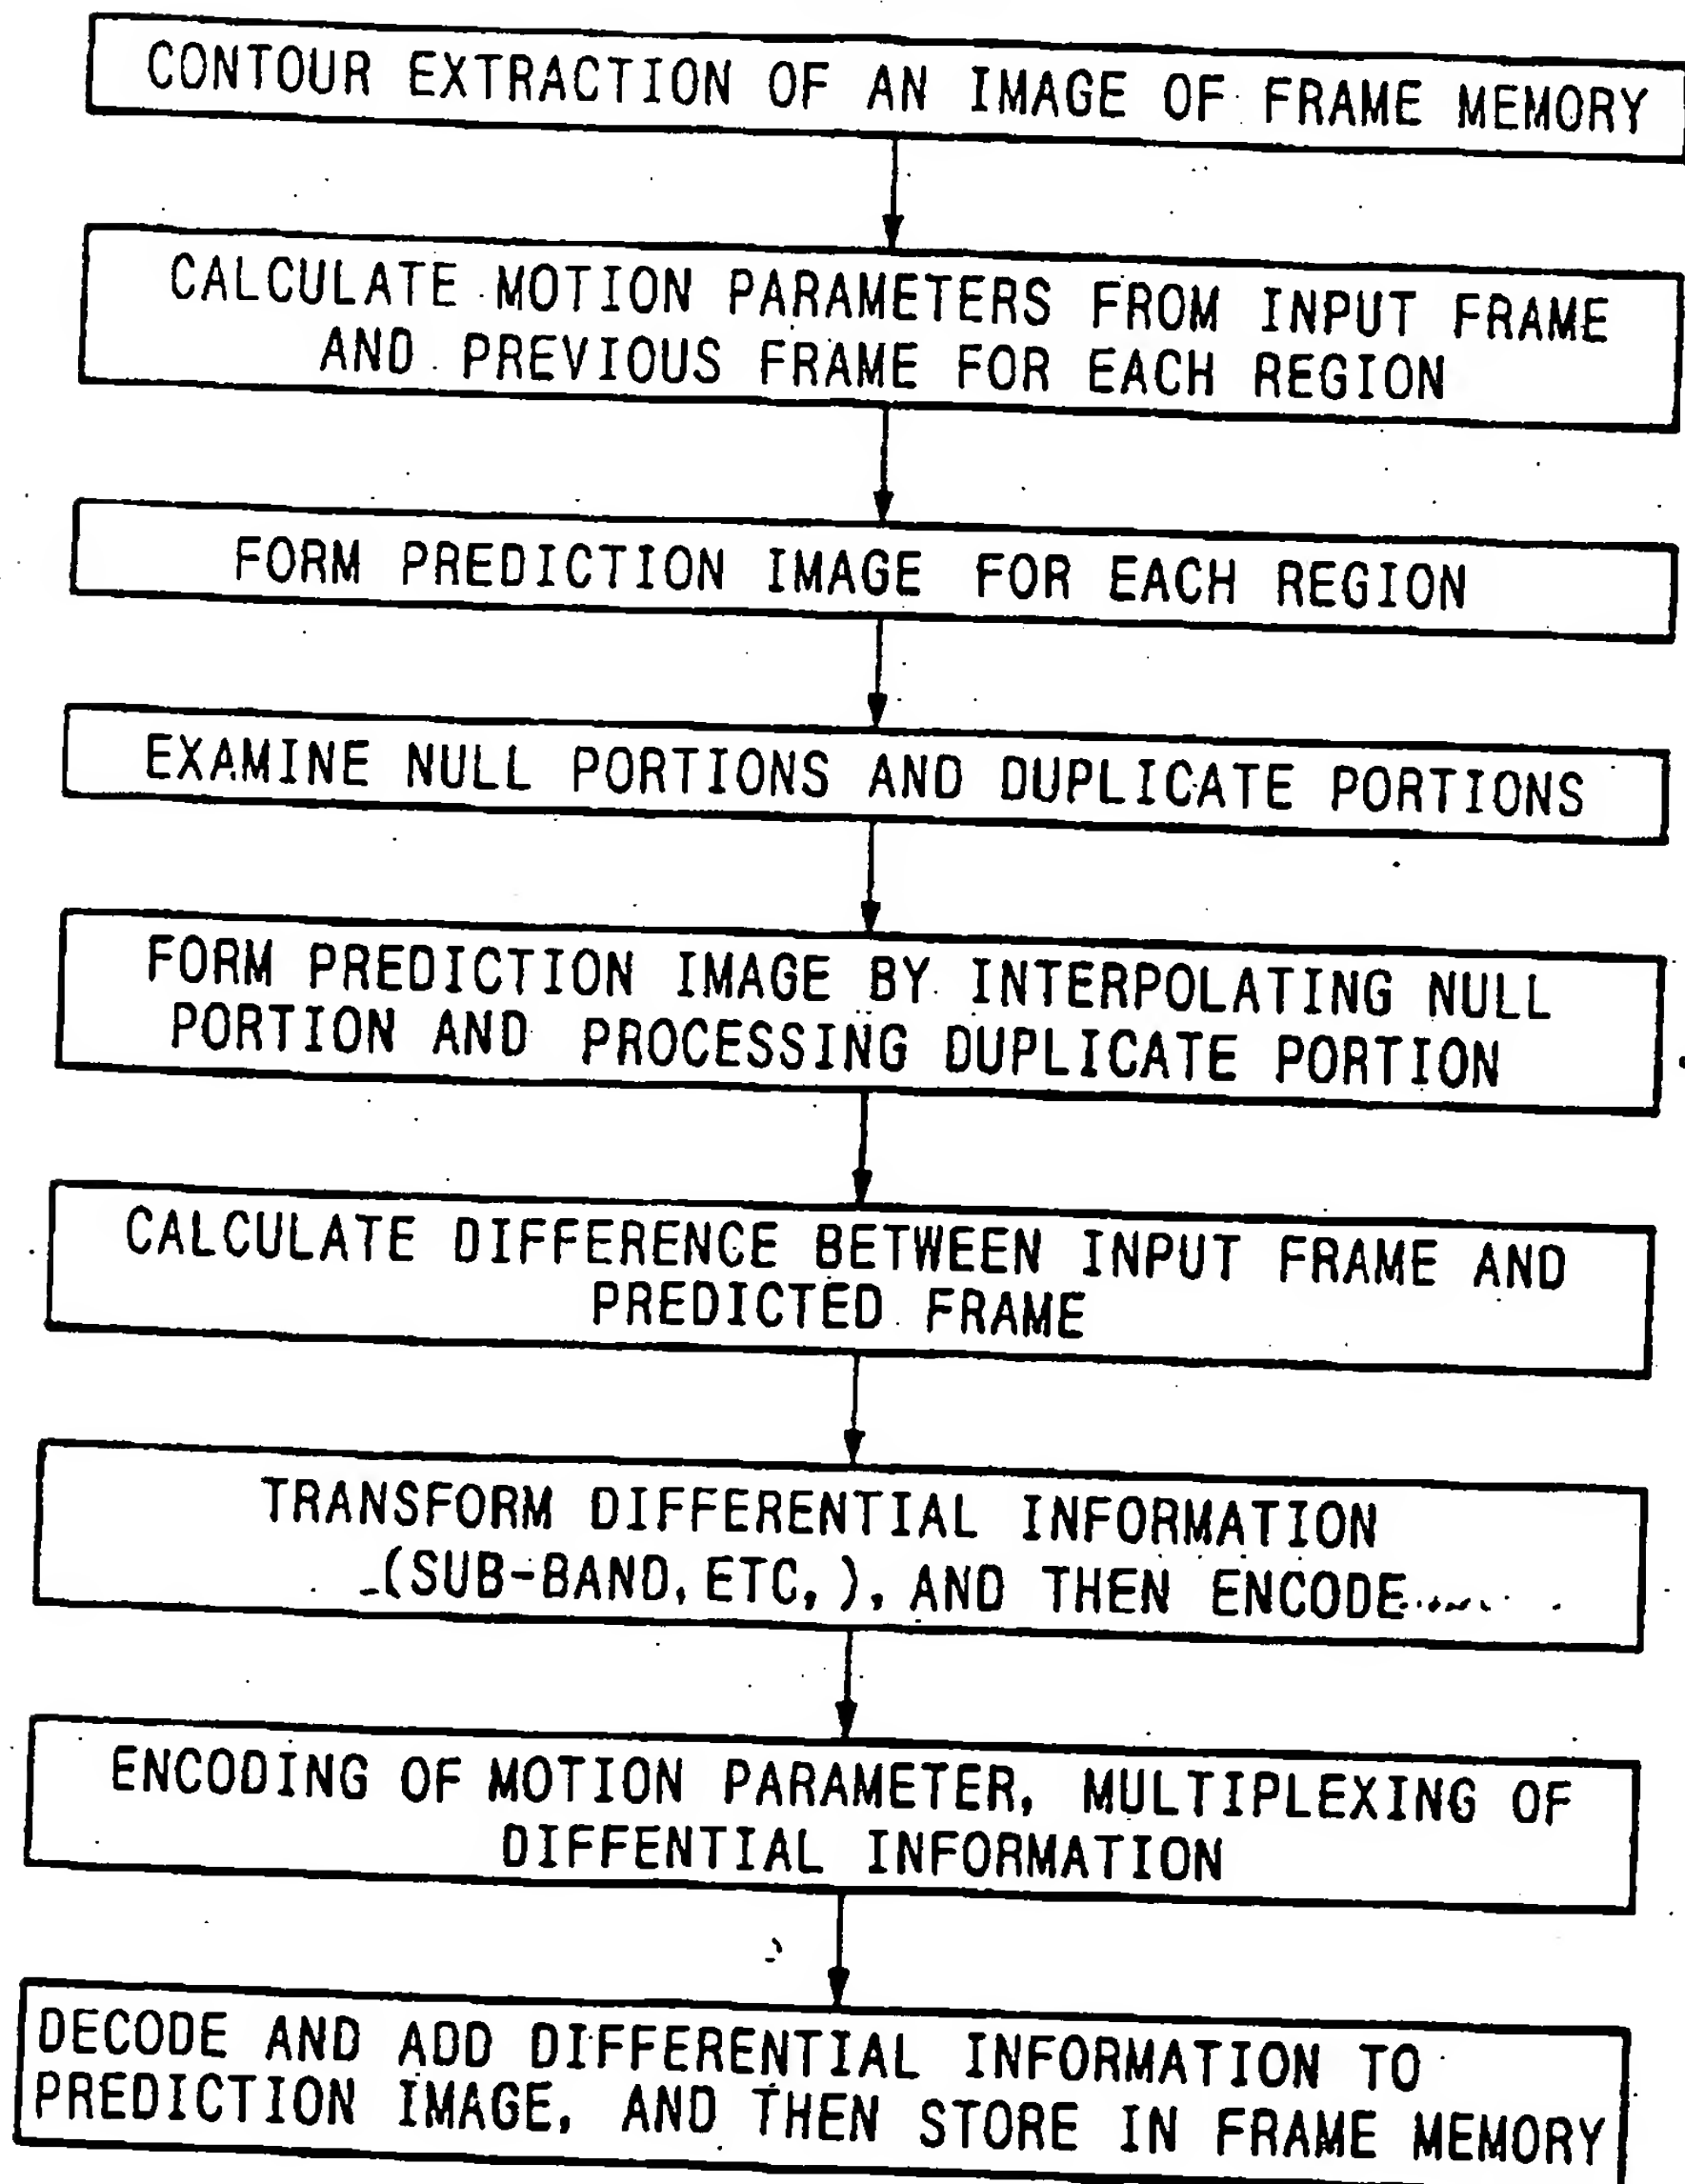 CONTOUR EXTRACTION OF AN IMAGE OF FRAME MEMORY
CALCULATE MOTION PARAMETERS FROM INPUT FRAME
AND PREVIOUS FRAME FOR EACH REGION
FORM PREDICTION IMAGE FOR EACH REGION
EXAMINE NULL PORTIONS AND DUPLICATE PORTIONS
FORM PREDICTION IMAGE BY INTERPOLATING NULL
PORTION AND PROCESSING DUPLICATE PORTION
CALCULATE DIFFERENCE BETWEEN INPUT FRAME AND
PREDICTED FRAME
TRANSFORM DIFFERENTIAL INFORMATION
(SUB-BAND, ETC, ), AND THEN ENCODE
ENCODING OF MOTION PARAMETER, MULTIPLEXING OF
DIFFENTIAL INFORMATION
DECODE AND ADD DIFFERENTIAL INFORMATION TO
PREDICTION IMAGE, AND THEN STORE IN FRAME MEMORY